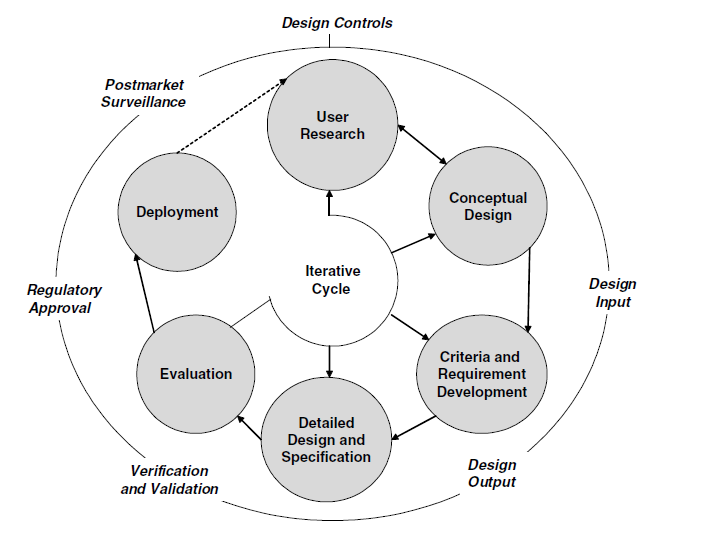 Design Controls
Postmarket
Surveillance
User
Research
Conceptual
Design
Deployment
Iterative
Cycle
Regulatory
Approval
Design
Input
Criteria and
Requirement
Development
Evaluation
Detailed
Design and
Specification
Verification
and Validation
Design
Output